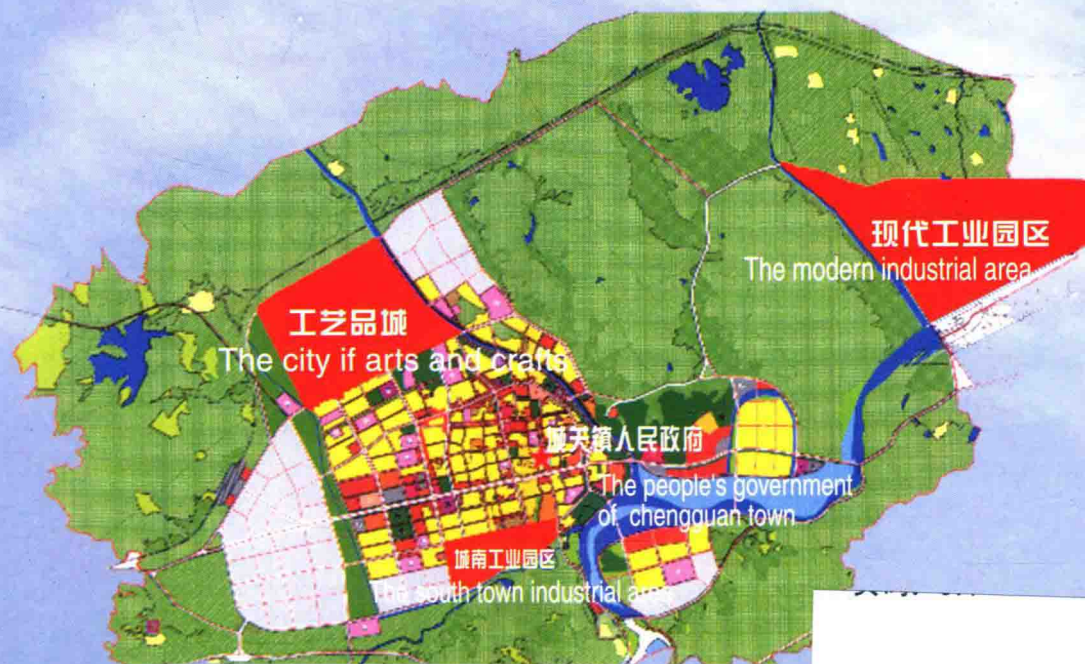 现代工业园区
The modern industrial area
工艺品城
The city if arts and crafts
城关镇人民政府
The people's government
of chengguan town
城南工业园区
The south town industrial area